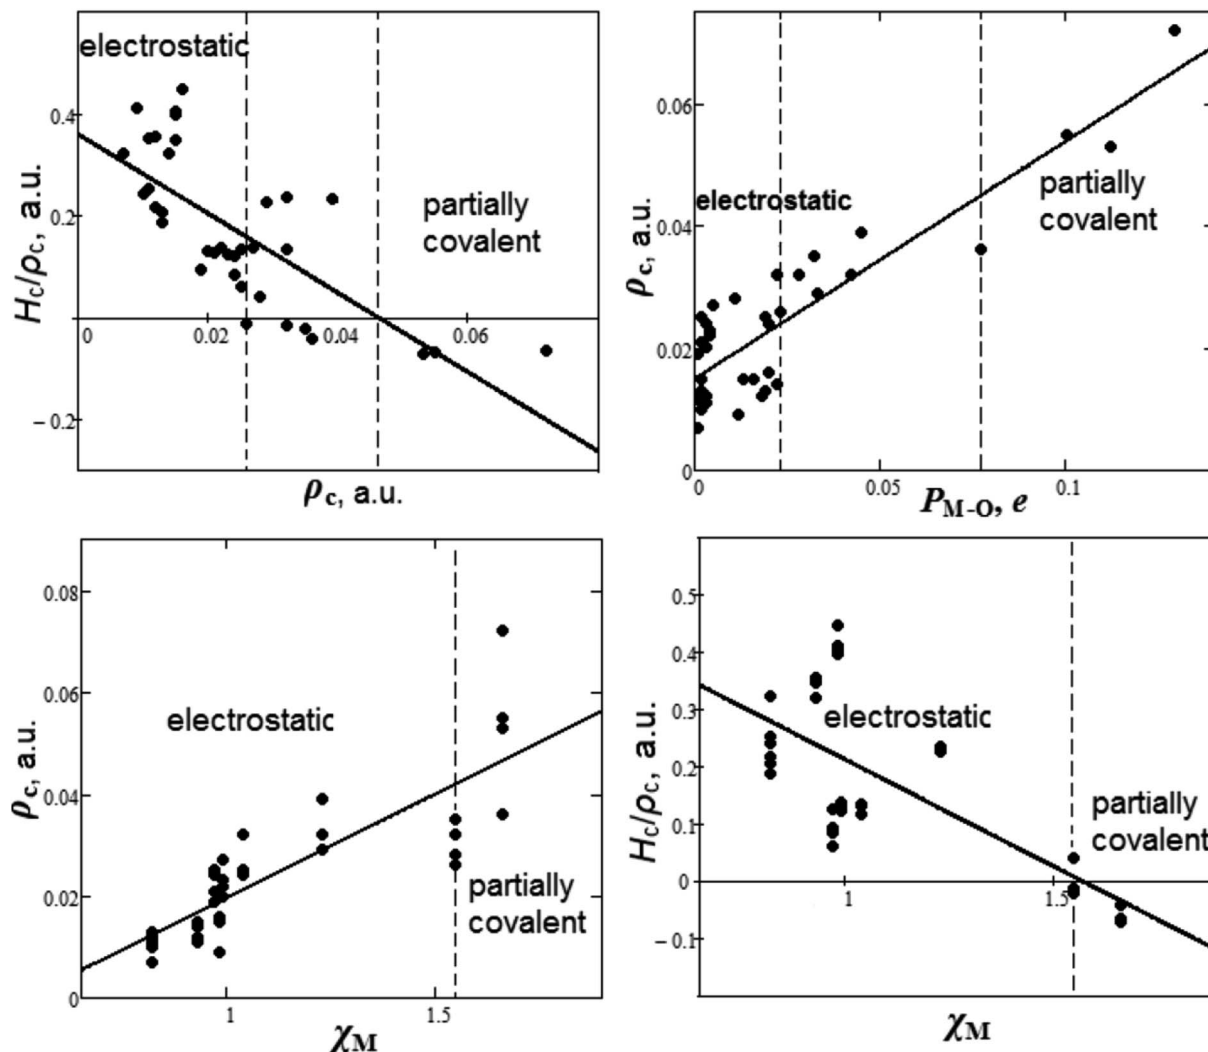 electrostatic
0.4
0.2
0
0.02
0.04
0.06
− 0.2
partially
covalent
Hc/ρc, a.u.
ρc, a.u.
0.06
0.04
0.02
0
0
0.05
0.1
electrostatic
partially
covalent
ρc, a.u.
PM-O, e
0.08
0.06
0.04
0.02
0
1
1.5
electrostatic
partially
covalent
ρc, a.u.
χM
0.5
0.4
0.3
0.2
0.1
0
− 0.1
1
1.5
electrostatic
partially
covalent
Hc/ρc, a.u.
χM